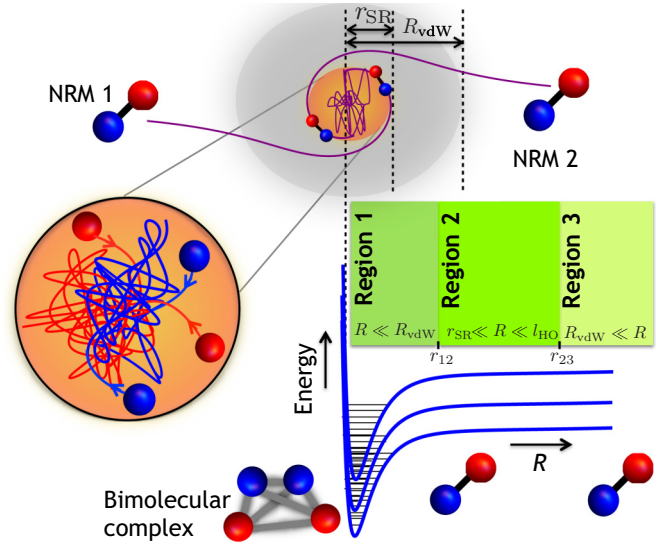 r_SR
R_vdW
NRM 1
NRM 2
Region 1
Region 2
Region 3
R ≪ R_vdW
r_SR ≪ R ≪ l_HO
R_vdW ≪ R
r_12
r_23
Energy
R
Bimolecular
complex